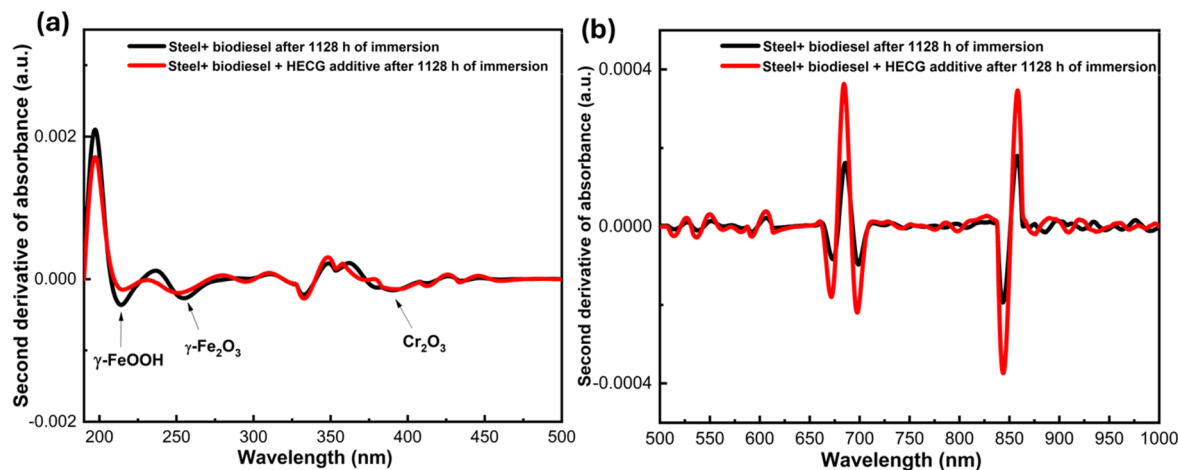 (a)
Steel+ biodiesel after 1128 h of immersion
Steel+ biodiesel + HECG additive after 1128 h of immersion
Second derivative of absorbance (a.u.)
0.002
0.000
-0.002
γ-FeOOH
γ-Fe₂O₃
Cr₂O₃
200 250 300 350 400 450 500
Wavelength (nm)
(b)
Steel+ biodiesel after 1128 h of immersion
Steel+ biodiesel + HECG additive after 1128 h of immersion
Second derivative of absorbance (a.u.)
0.0004
0.0000
-0.0004
500 550 600 650 700 750 800 850 900 950 1000
Wavelength (nm)